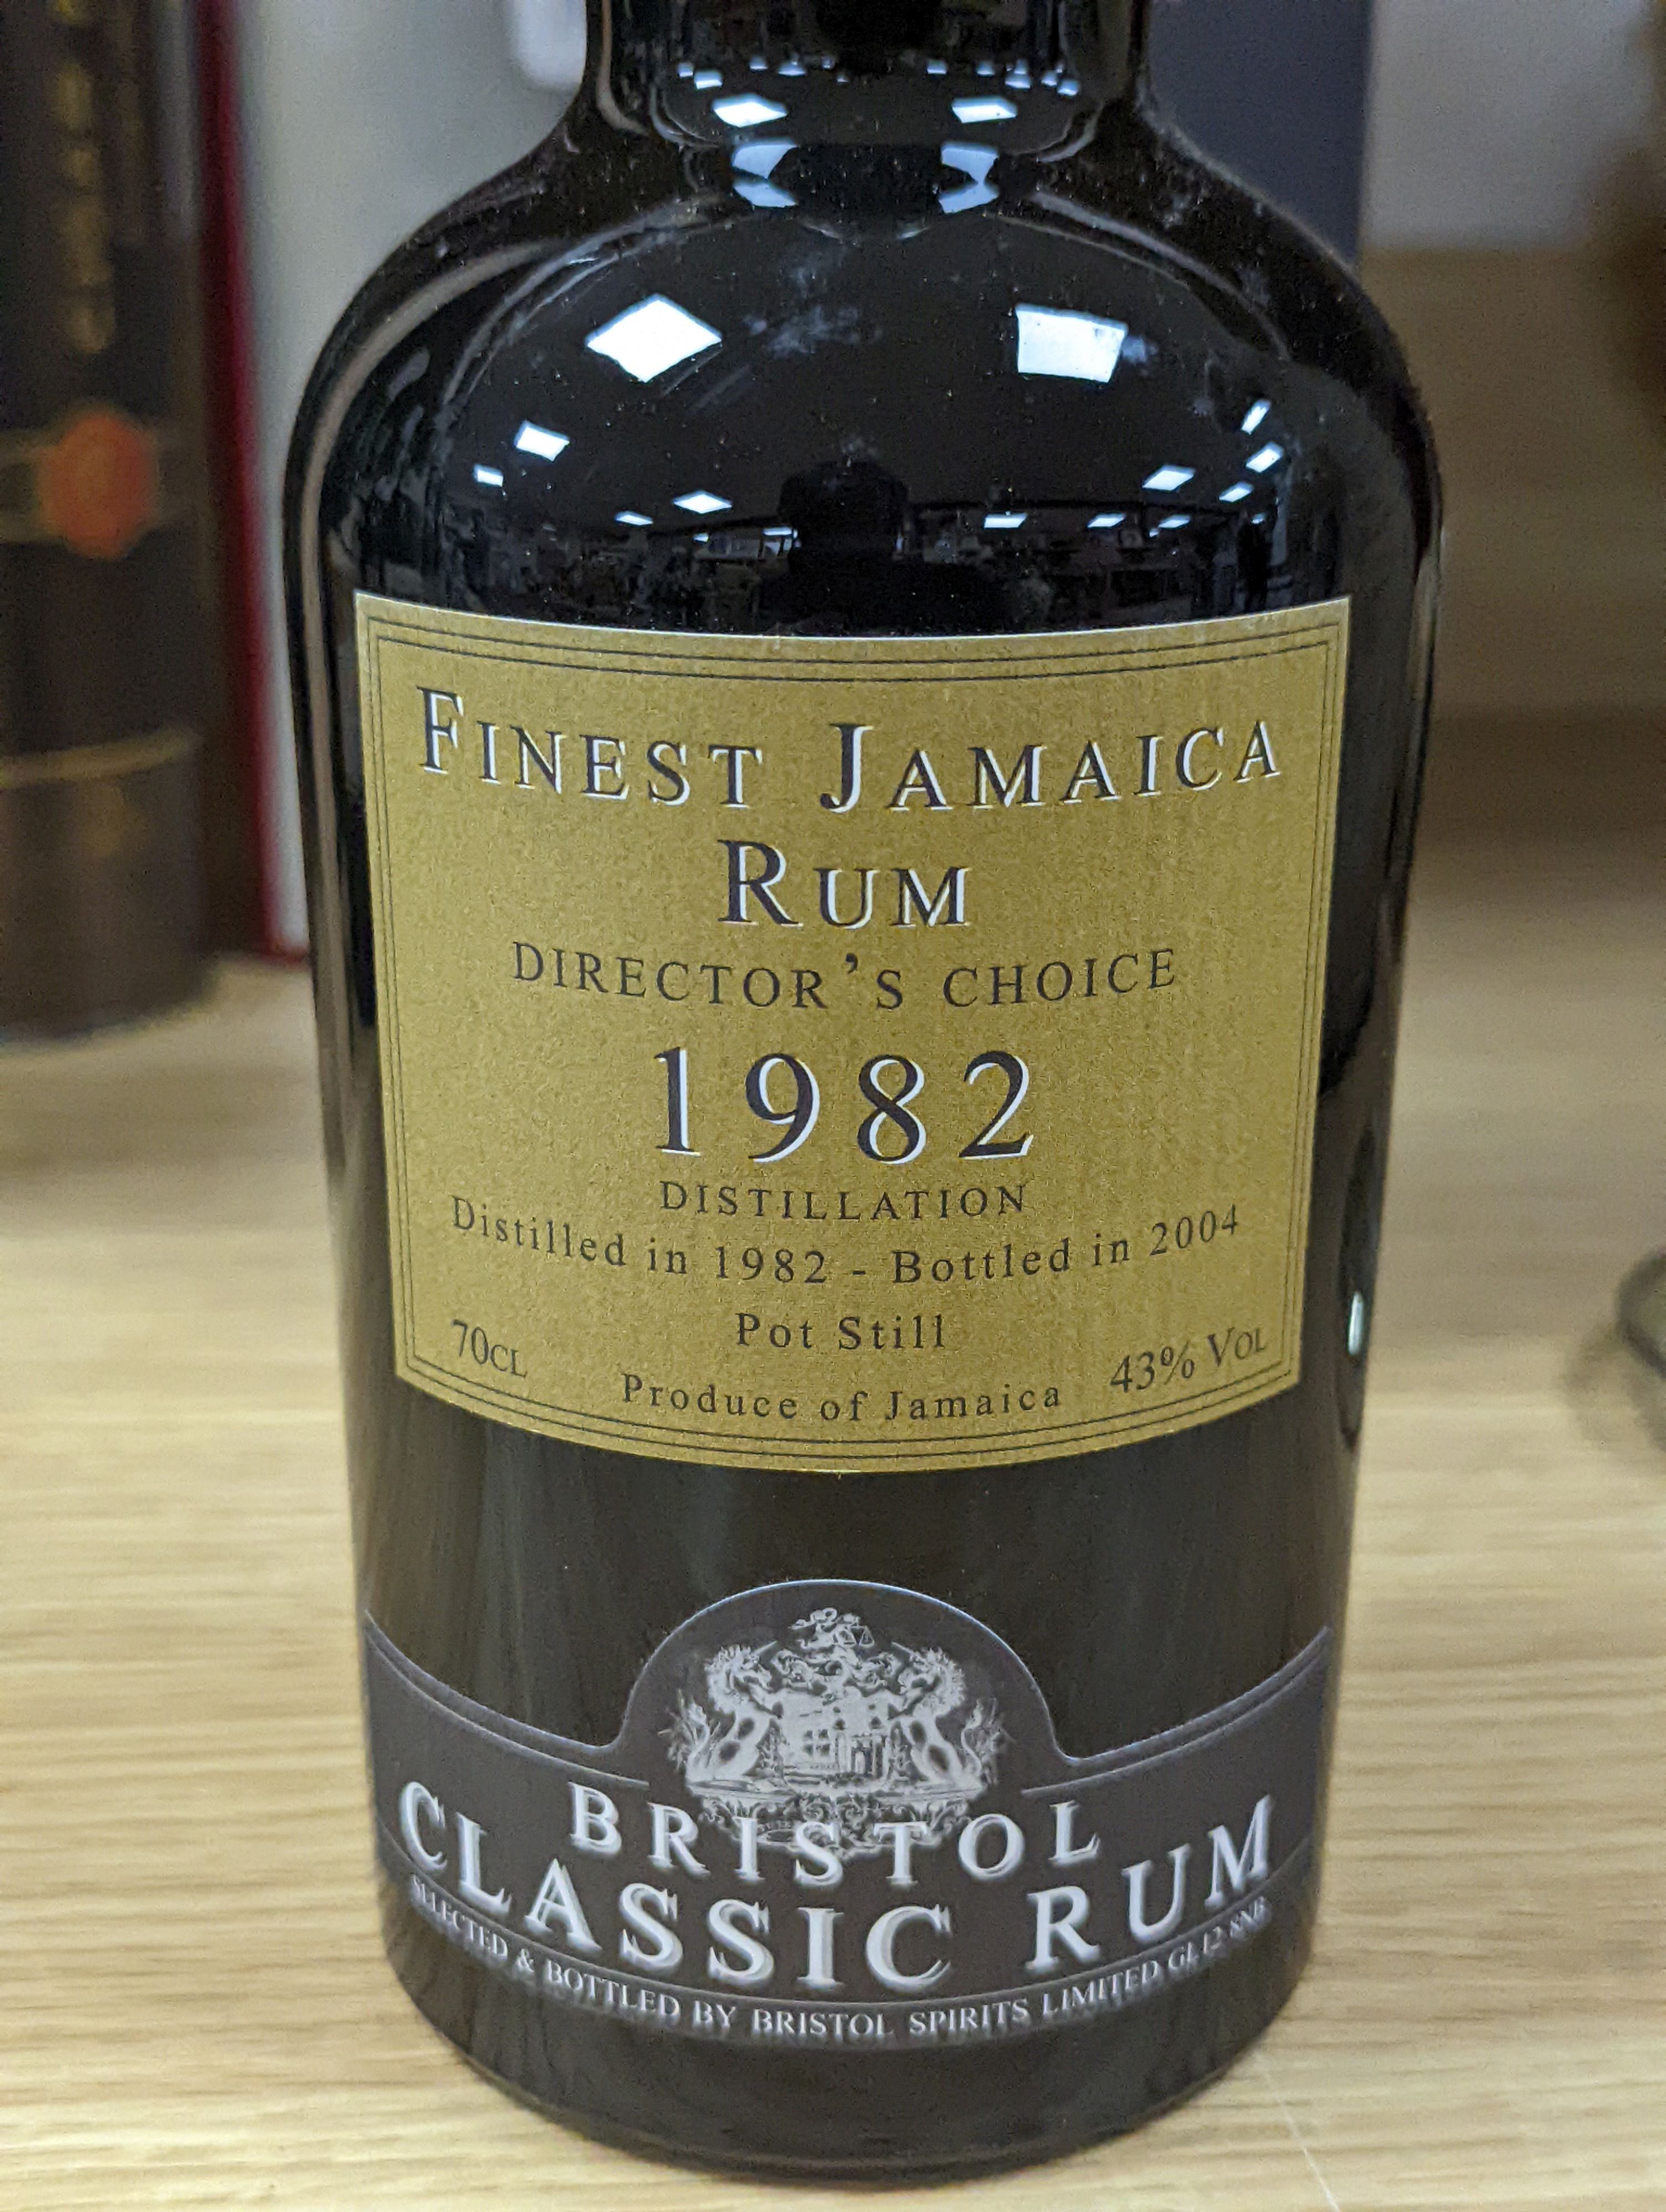 FINEST JAMAICA
RUM
DIRECTOR'S CHOICE
1982
DISTILLATION
Distilled in 1982 - Bottled in 2004
Pot Still
70CL
Produce of Jamaica
43% VOL
BRISTOL
CLASSIC RUM
SELECTED & BOTTLED BY BRISTOL SPIRITS LIMITED GL12 8NB